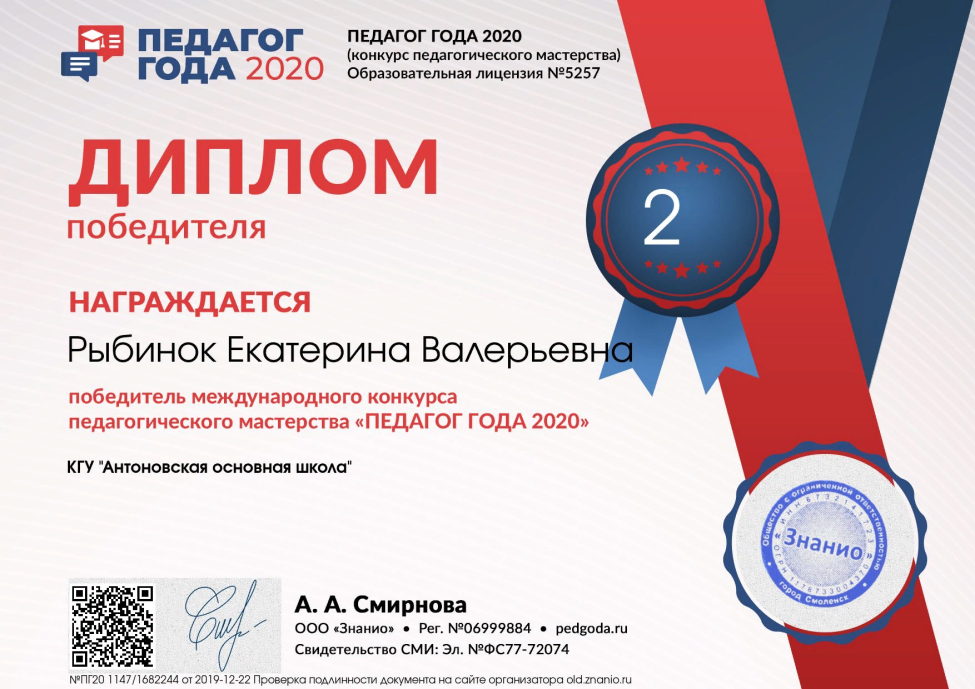 ПЕДАГОГ
ГОДА 2020
ПЕДАГОГ ГОДА 2020
(конкурс педагогического мастерства)
Образовательная лицензия №5257
ДИПЛОМ
победителя
2
НАГРАЖДАЕТСЯ
Рыбинок Екатерина Валерьевна
победитель международного конкурса
педагогического мастерства «ПЕДАГОГ ГОДА 2020»
КГУ "Антоновская основная школа"
Общество с ограниченной ответственностью
ИНН 6732141723
«Знанио»
ОГРН 1176733004370
город Смоленск
А. А. Смирнова
ООО «Знанио» • Рег. №06999884 • pedgoda.ru
Свидетельство СМИ: Эл. №ФС77-72074
№ПГ20 1147/1682244 от 2019-12-22 Проверка подлинности документа на сайте организатора old.znanio.ru